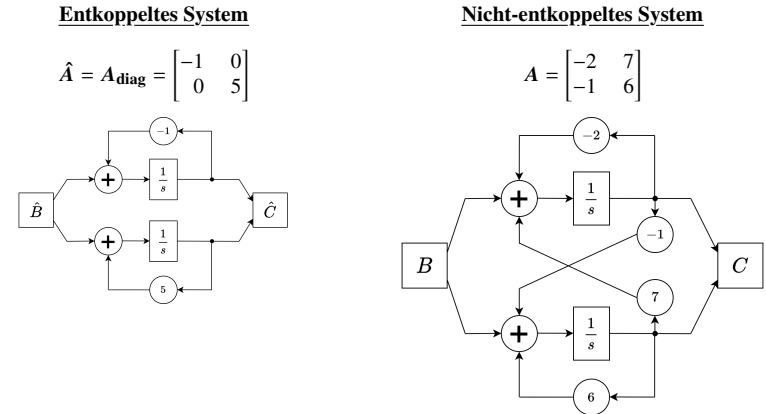 Entkoppeltes System
Â = A_diag = [−1 0; 0 5]
−1
+
1/s
B̂
Ĉ
+
1/s
5
Nicht-entkoppeltes System
A = [−2 7; −1 6]
−2
+
1/s
−1
B
C
7
+
1/s
6